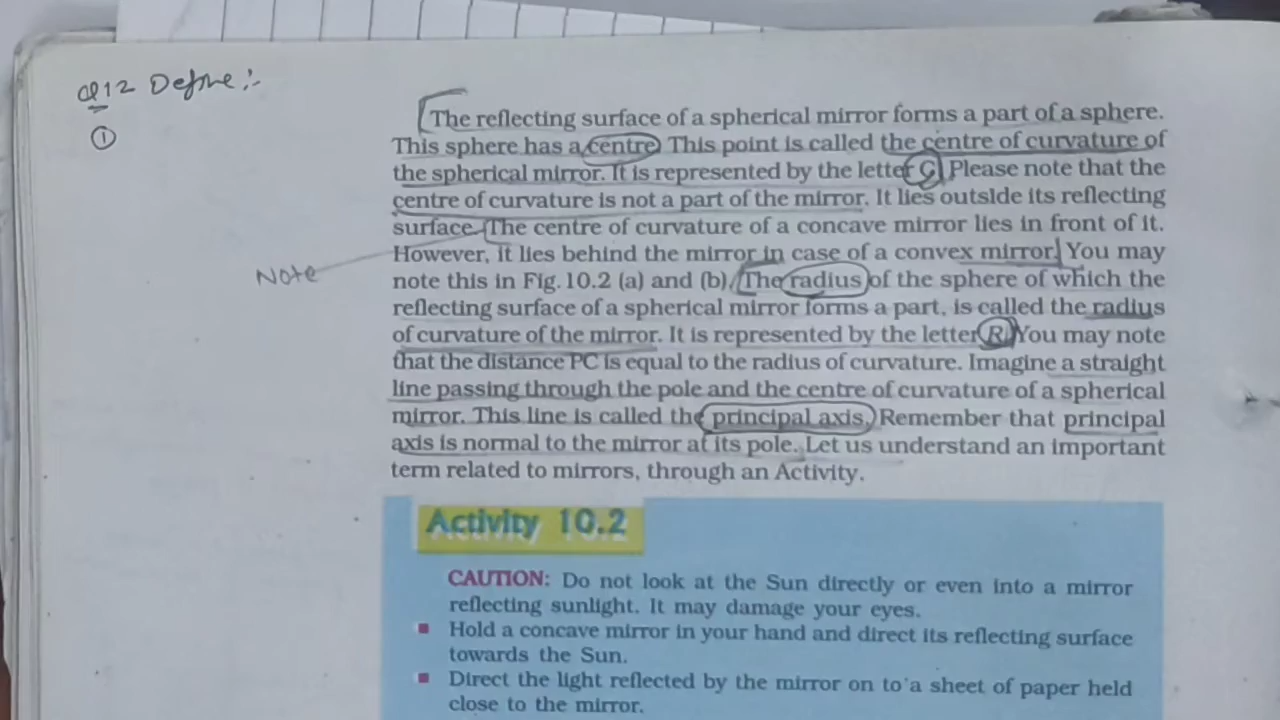 Q12 Define :-
①
The reflecting surface of a spherical mirror forms a part of a sphere.
This sphere has a centre. This point is called the centre of curvature of
the spherical mirror. It is represented by the letter C. Please note that the
centre of curvature is not a part of the mirror. It lies outside its reflecting
surface. The centre of curvature of a concave mirror lies in front of it.
However, it lies behind the mirror in case of a convex mirror. You may
Note
note this in Fig.10.2 (a) and (b). The radius of the sphere of which the
reflecting surface of a spherical mirror forms a part, is called the radius
of curvature of the mirror. It is represented by the letter R. You may note
that the distance PC is equal to the radius of curvature. Imagine a straight
line passing through the pole and the centre of curvature of a spherical
mirror. This line is called the principal axis. Remember that principal
axis is normal to the mirror at its pole. Let us understand an important
term related to mirrors, through an Activity.
Activity 10.2
CAUTION: Do not look at the Sun directly or even into a mirror
reflecting sunlight. It may damage your eyes.
■ Hold a concave mirror in your hand and direct its reflecting surface
towards the Sun.
■ Direct the light reflected by the mirror on to a sheet of paper held
close to the mirror.